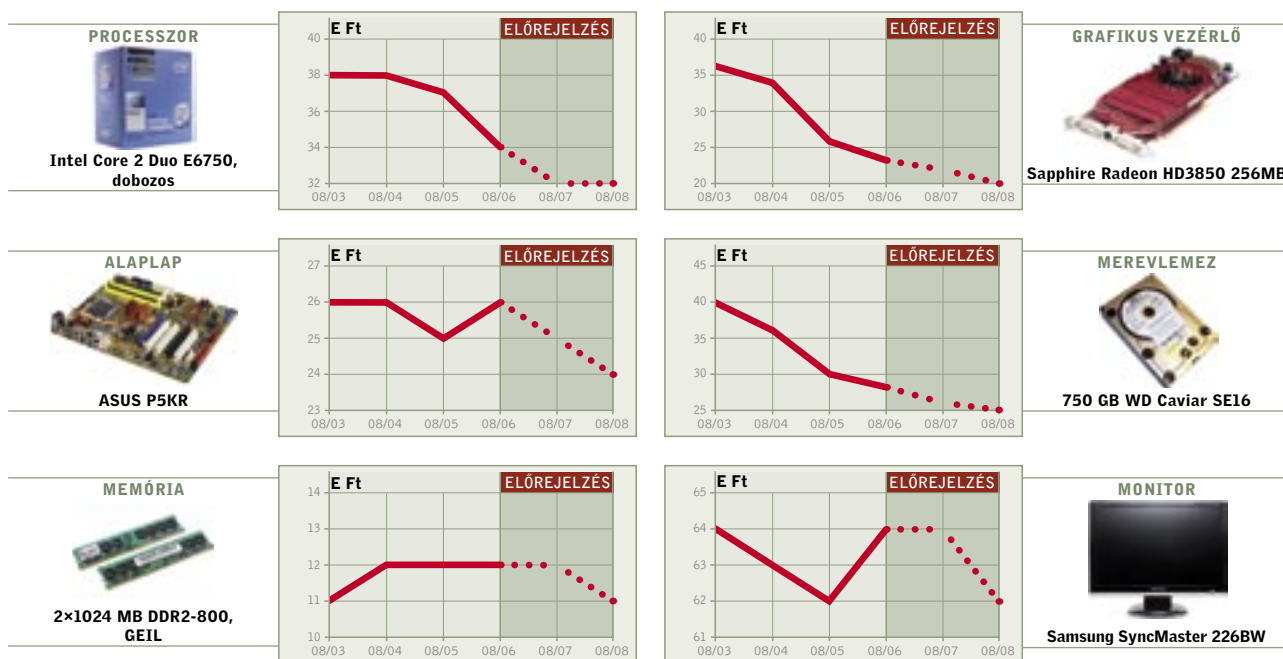 PROCESSZOR
Intel Core 2 Duo E6750,
dobozos
E Ft
ELŐREJELZÉS
40
38
36
34
32
08/03 08/04 08/05 08/06 08/07 08/08
E Ft
ELŐREJELZÉS
40
35
30
25
20
08/03 08/04 08/05 08/06 08/07 08/08
GRAFIKUS VEZÉRLŐ
Sapphire Radeon HD3850 256MB
ALAPLAP
ASUS P5KR
E Ft
ELŐREJELZÉS
27
26
25
24
23
08/03 08/04 08/05 08/06 08/07 08/08
E Ft
ELŐREJELZÉS
45
40
35
30
25
08/03 08/04 08/05 08/06 08/07 08/08
MEREVLEMEZ
750 GB WD Caviar SE16
MEMÓRIA
2×1024 MB DDR2-800,
GEIL
E Ft
ELŐREJELZÉS
14
13
12
11
10
08/03 08/04 08/05 08/06 08/07 08/08
E Ft
ELŐREJELZÉS
65
64
63
62
61
08/03 08/04 08/05 08/06 08/07 08/08
MONITOR
Samsung SyncMaster 226BW